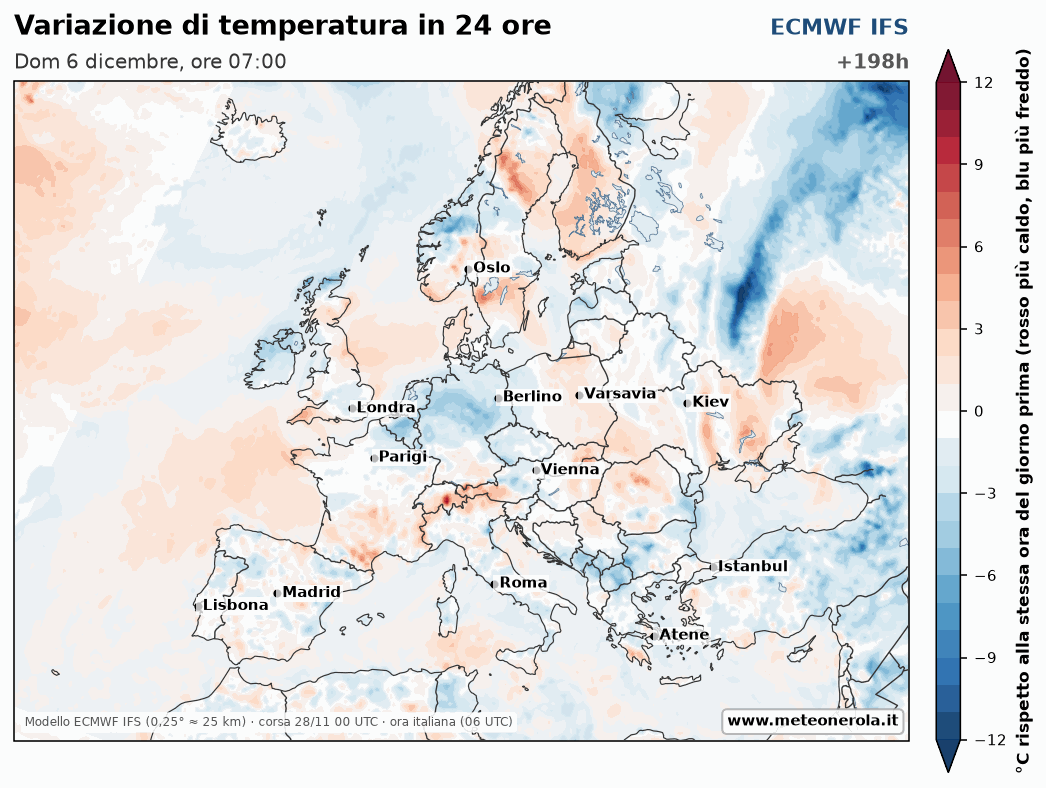 Variazione di temperatura in 24 ore
ECMWF IFS
Dom 6 dicembre, ore 07:00
+198h
12
9
6
3
0
−3
−6
−9
−12
°C rispetto alla stessa ora del giorno prima (rosso più caldo, blu più freddo)
Oslo
Berlino
Varsavia
Kiev
Londra
Parigi
Vienna
Istanbul
Roma
Madrid
Lisbona
Atene
Modello ECMWF IFS (0,25° ≈ 25 km) · corsa 28/11 00 UTC · ora italiana (06 UTC)
www.meteonerola.it